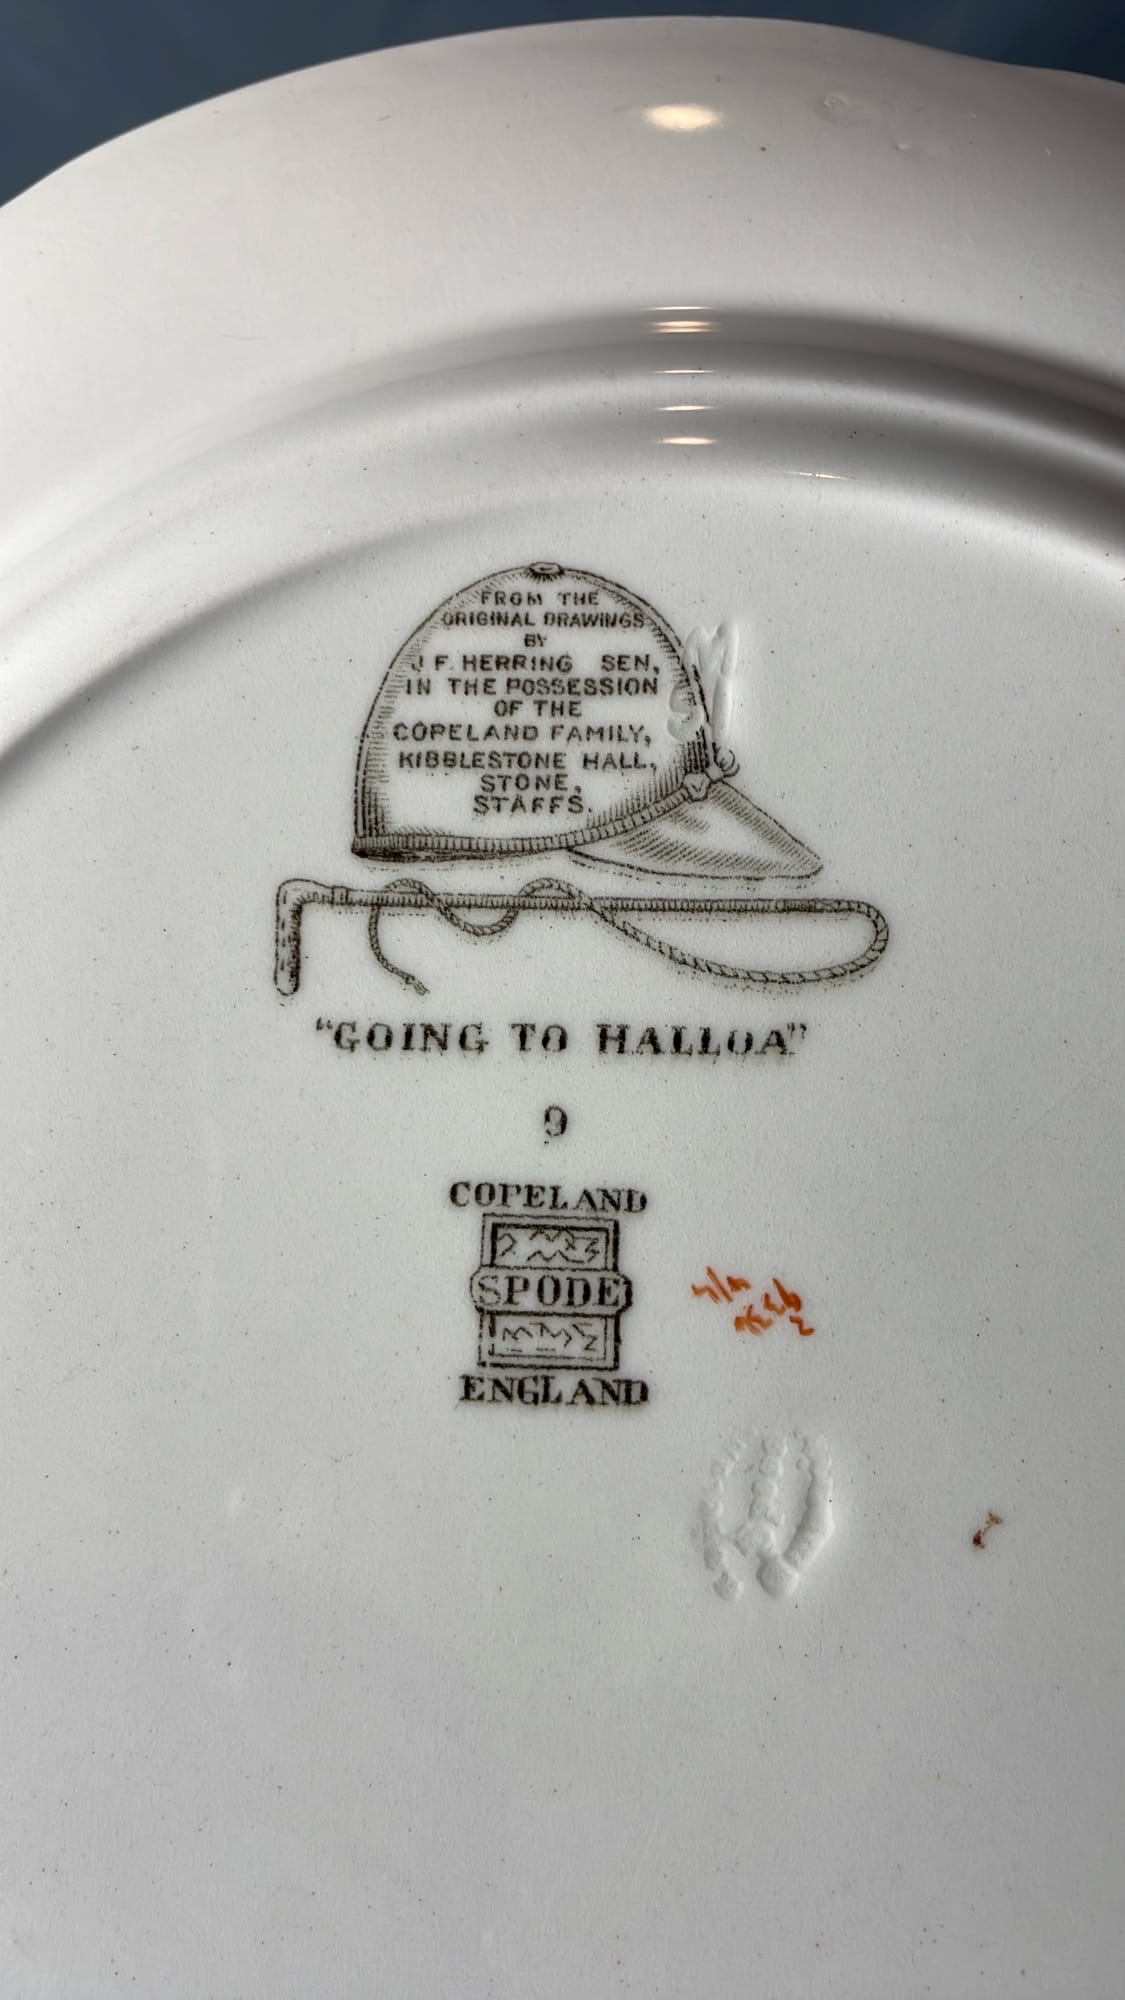 FROM THE
ORIGINAL DRAWINGS
BY
J. F. HERRING SEN,
IN THE POSSESSION
OF THE
COPELAND FAMILY,
KIBBLESTONE HALL,
STONE,
STAFFS.
"GOING TO HALLOA"
9
COPELAND
SPODE
ENGLAND